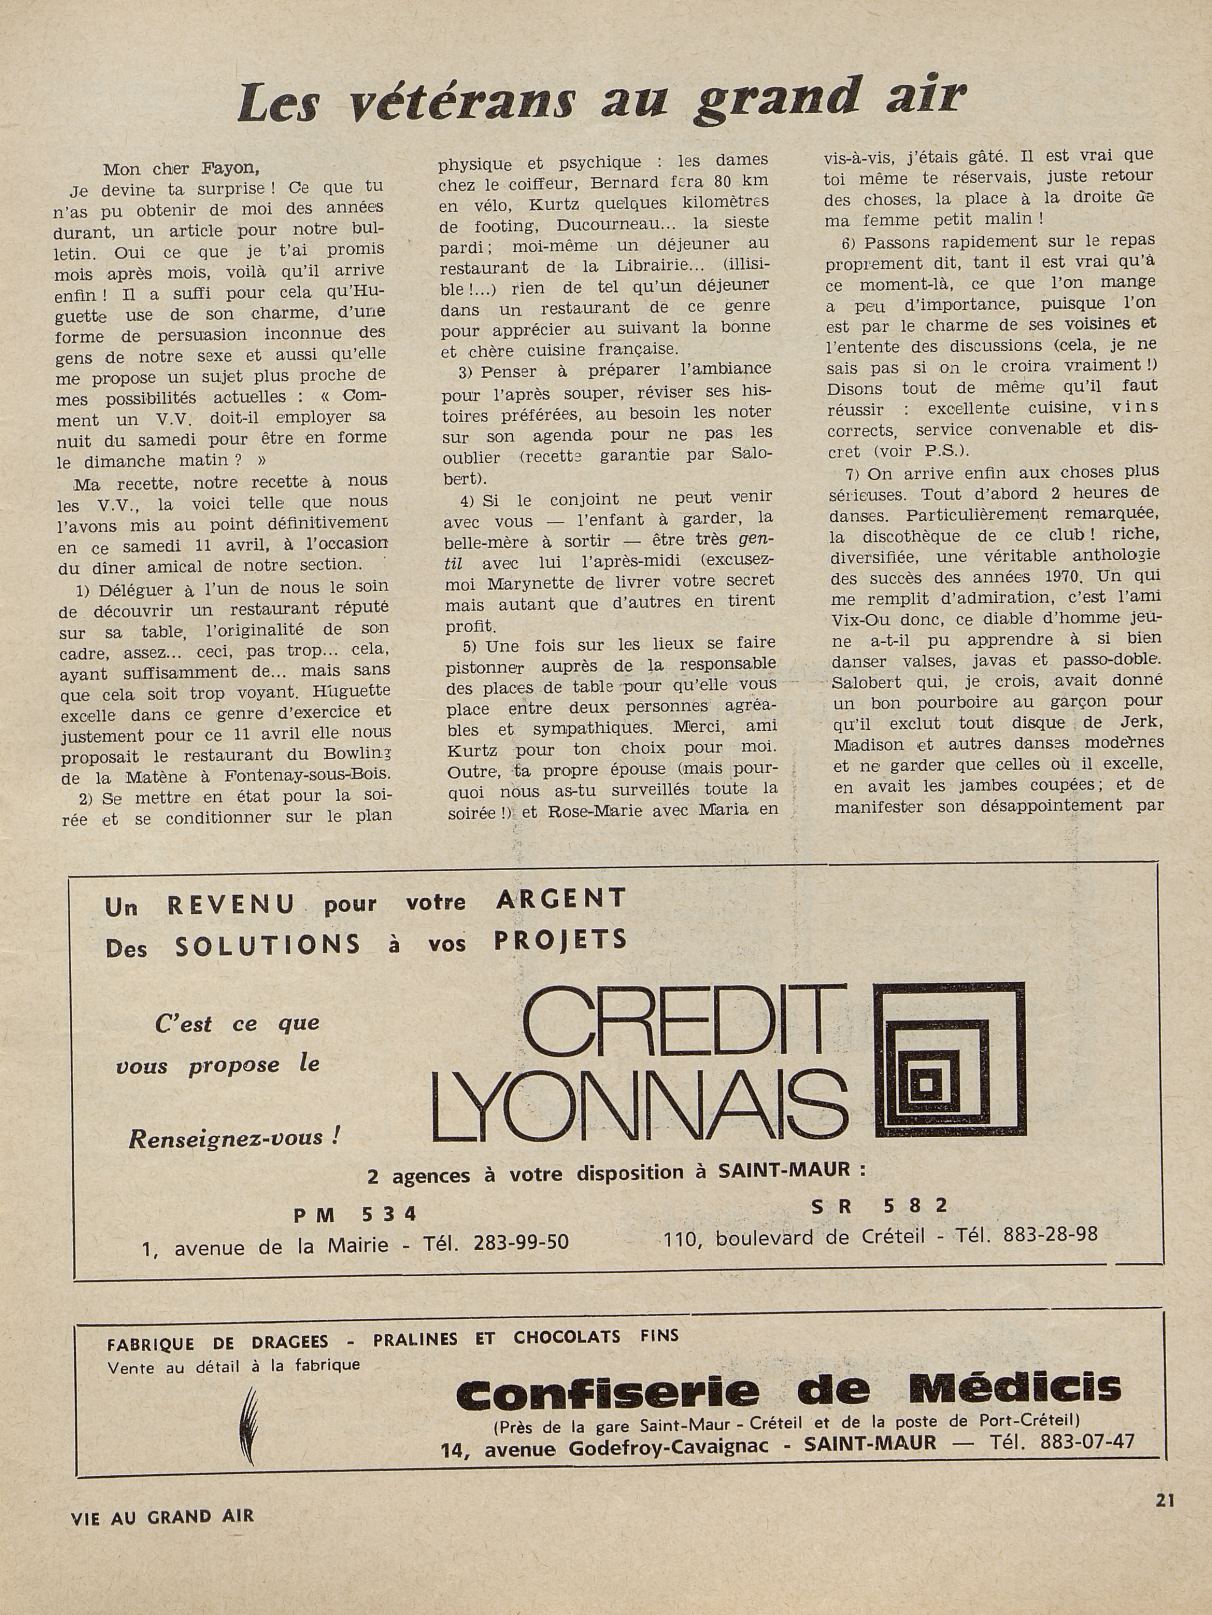 Les vétérans au grand air
Mon cher Fayon,
Je devine ta surprise ! Ce que tu
n'as pu obtenir de moi des années
durant, un article pour notre bul-
letin. Oui ce que je t'ai promis
mois après mois, voilà qu'il arrive
enfin ! Il a suffi pour cela qu'Hu-
guette use de son charme, d'une
forme de persuasion inconnue des
gens de notre sexe et aussi qu'elle
me propose un sujet plus proche de
mes possibilités actuelles : « Com-
ment un V.V. doit-il employer sa
nuit du samedi pour être en forme
le dimanche matin ? »
Ma recette, notre recette à nous
les V.V., la voici telle que nous
l'avons mis au point définitivement
en ce samedi 11 avril, à l'occasion
du dîner amical de notre section.
1) Déléguer à l'un de nous le soin
de découvrir un restaurant réputé
sur sa table, l'originalité de son
cadre, assez... ceci, pas trop... cela,
ayant suffisamment de... mais sans
que cela soit trop voyant. Huguette
excelle dans ce genre d'exercice et
justement pour ce 11 avril elle nous
proposait le restaurant du Bowling
de la Matène à Fontenay-sous-Bois.
2) Se mettre en état pour la soi-
rée et se conditionner sur le plan
physique et psychique : les dames
chez le coiffeur, Bernard fera 80 km
en vélo, Kurtz quelques kilomètres
de footing, Ducourneau... la sieste
pardi ; moi-même un déjeuner au
restaurant de la Librairie... (illisi-
ble !...) rien de tel qu'un déjeuner
dans un restaurant de ce genre
pour apprécier au suivant la bonne
et chère cuisine française.
3) Penser à préparer l'ambiance
pour l'après souper, réviser ses his-
toires préférées, au besoin les noter
sur son agenda pour ne pas les
oublier (recette garantie par Salo-
bert).
4) Si le conjoint ne peut venir
avec vous — l'enfant à garder, la
belle-mère à sortir — être très gen-
til avec lui l'après-midi (excusez-
moi Marynette de livrer votre secret
mais autant que d'autres en tirent
profit.
5) Une fois sur les lieux se faire
pistonner auprès de la responsable
des places de table pour qu'elle vous
place entre deux personnes agréa-
bles et sympathiques. Merci, ami
Kurtz pour ton choix pour moi.
Outre, ta propre épouse (mais pour-
quoi nous as-tu surveillés toute la
soirée !) et Rose-Marie avec Maria en
vis-à-vis, j'étais gâté. Il est vrai que
toi même te réservais, juste retour
des choses, la place à la droite de
ma femme petit malin !
6) Passons rapidement sur le repas
proprement dit, tant il est vrai qu'à
ce moment-là, ce que l'on mange
a peu d'importance, puisque l'on
est par le charme de ses voisines et
l'entente des discussions (cela, je ne
sais pas si on le croira vraiment !)
Disons tout de même qu'il faut
réussir : excellente cuisine, vins
corrects, service convenable et dis-
cret (voir P.S.).
7) On arrive enfin aux choses plus
sérieuses. Tout d'abord 2 heures de
danses. Particulièrement remarquée,
la discothèque de ce club ! riche,
diversifiée, une véritable anthologie
des succès des années 1970. Un qui
me remplit d'admiration, c'est l'ami
Vix-Ou donc, ce diable d'homme jeu-
ne a-t-il pu apprendre à si bien
danser valses, javas et passo-doble.
Salobert qui, je crois, avait donné
un bon pourboire au garçon pour
qu'il exclut tout disque de Jerk,
Madison et autres danses modernes
et ne garder que celles où il excelle,
en avait les jambes coupées ; et de
manifester son désappointement par
Un REVENU pour votre ARGENT
Des SOLUTIONS à vos PROJETS
C'est ce que
vous propose le
Renseignez-vous !
CREDIT
LYONNAIS
2 agences à votre disposition à SAINT-MAUR :
PM 534
1, avenue de la Mairie - Tél. 283-99-50
SR 582
110, boulevard de Créteil - Tél. 883-28-98
FABRIQUE DE DRAGEES - PRALINES ET CHOCOLATS FINS
Vente au détail à la fabrique
Confiserie de Médicis
(Près de la gare Saint-Maur - Créteil et de la poste de Port-Créteil)
14, avenue Godefroy-Cavaignac - SAINT-MAUR — Tél. 883-07-47
VIE AU GRAND AIR
21